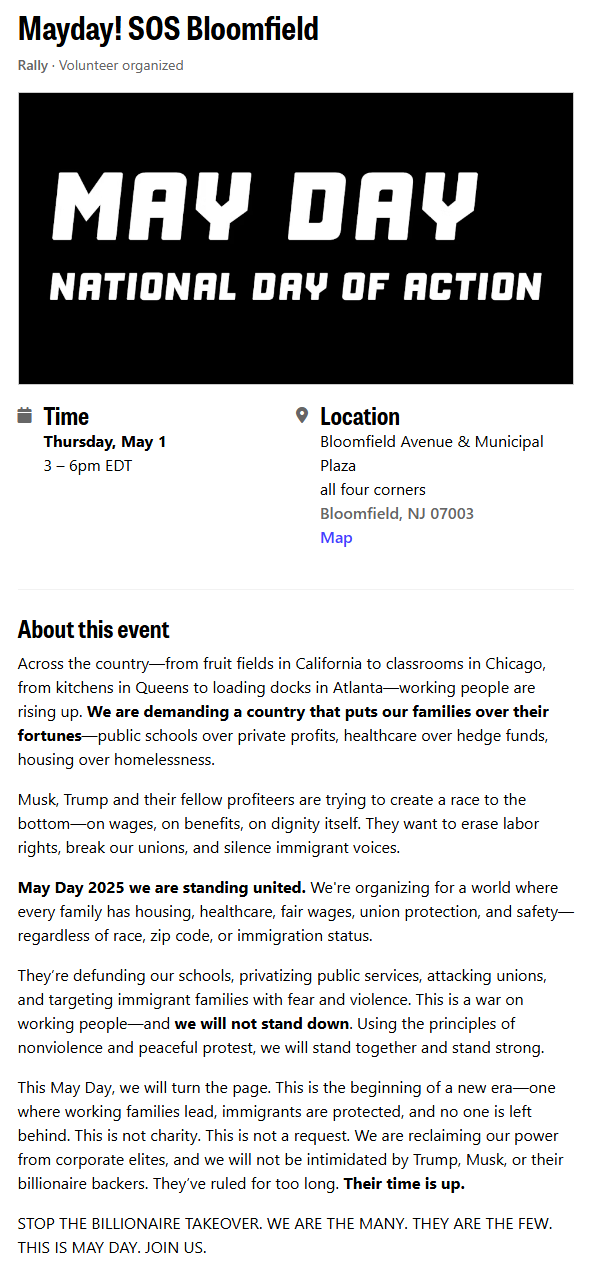 Mayday! SOS Bloomfield
Rally · Volunteer organized
MAY DAY
NATIONAL DAY OF ACTION
Time
Thursday, May 1
3 – 6pm EDT
Location
Bloomfield Avenue & Municipal
Plaza
all four corners
Bloomfield, NJ 07003
Map
About this event
Across the country—from fruit fields in California to classrooms in Chicago,
from kitchens in Queens to loading docks in Atlanta—working people are
rising up. We are demanding a country that puts our families over their
fortunes—public schools over private profits, healthcare over hedge funds,
housing over homelessness.
Musk, Trump and their fellow profiteers are trying to create a race to the
bottom—on wages, on benefits, on dignity itself. They want to erase labor
rights, break our unions, and silence immigrant voices.
May Day 2025 we are standing united. We're organizing for a world where
every family has housing, healthcare, fair wages, union protection, and safety—
regardless of race, zip code, or immigration status.
They’re defunding our schools, privatizing public services, attacking unions,
and targeting immigrant families with fear and violence. This is a war on
working people—and we will not stand down. Using the principles of
nonviolence and peaceful protest, we will stand together and stand strong.
This May Day, we will turn the page. This is the beginning of a new era—one
where working families lead, immigrants are protected, and no one is left
behind. This is not charity. This is not a request. We are reclaiming our power
from corporate elites, and we will not be intimidated by Trump, Musk, or their
billionaire backers. They’ve ruled for too long. Their time is up.
STOP THE BILLIONAIRE TAKEOVER. WE ARE THE MANY. THEY ARE THE FEW.
THIS IS MAY DAY. JOIN US.